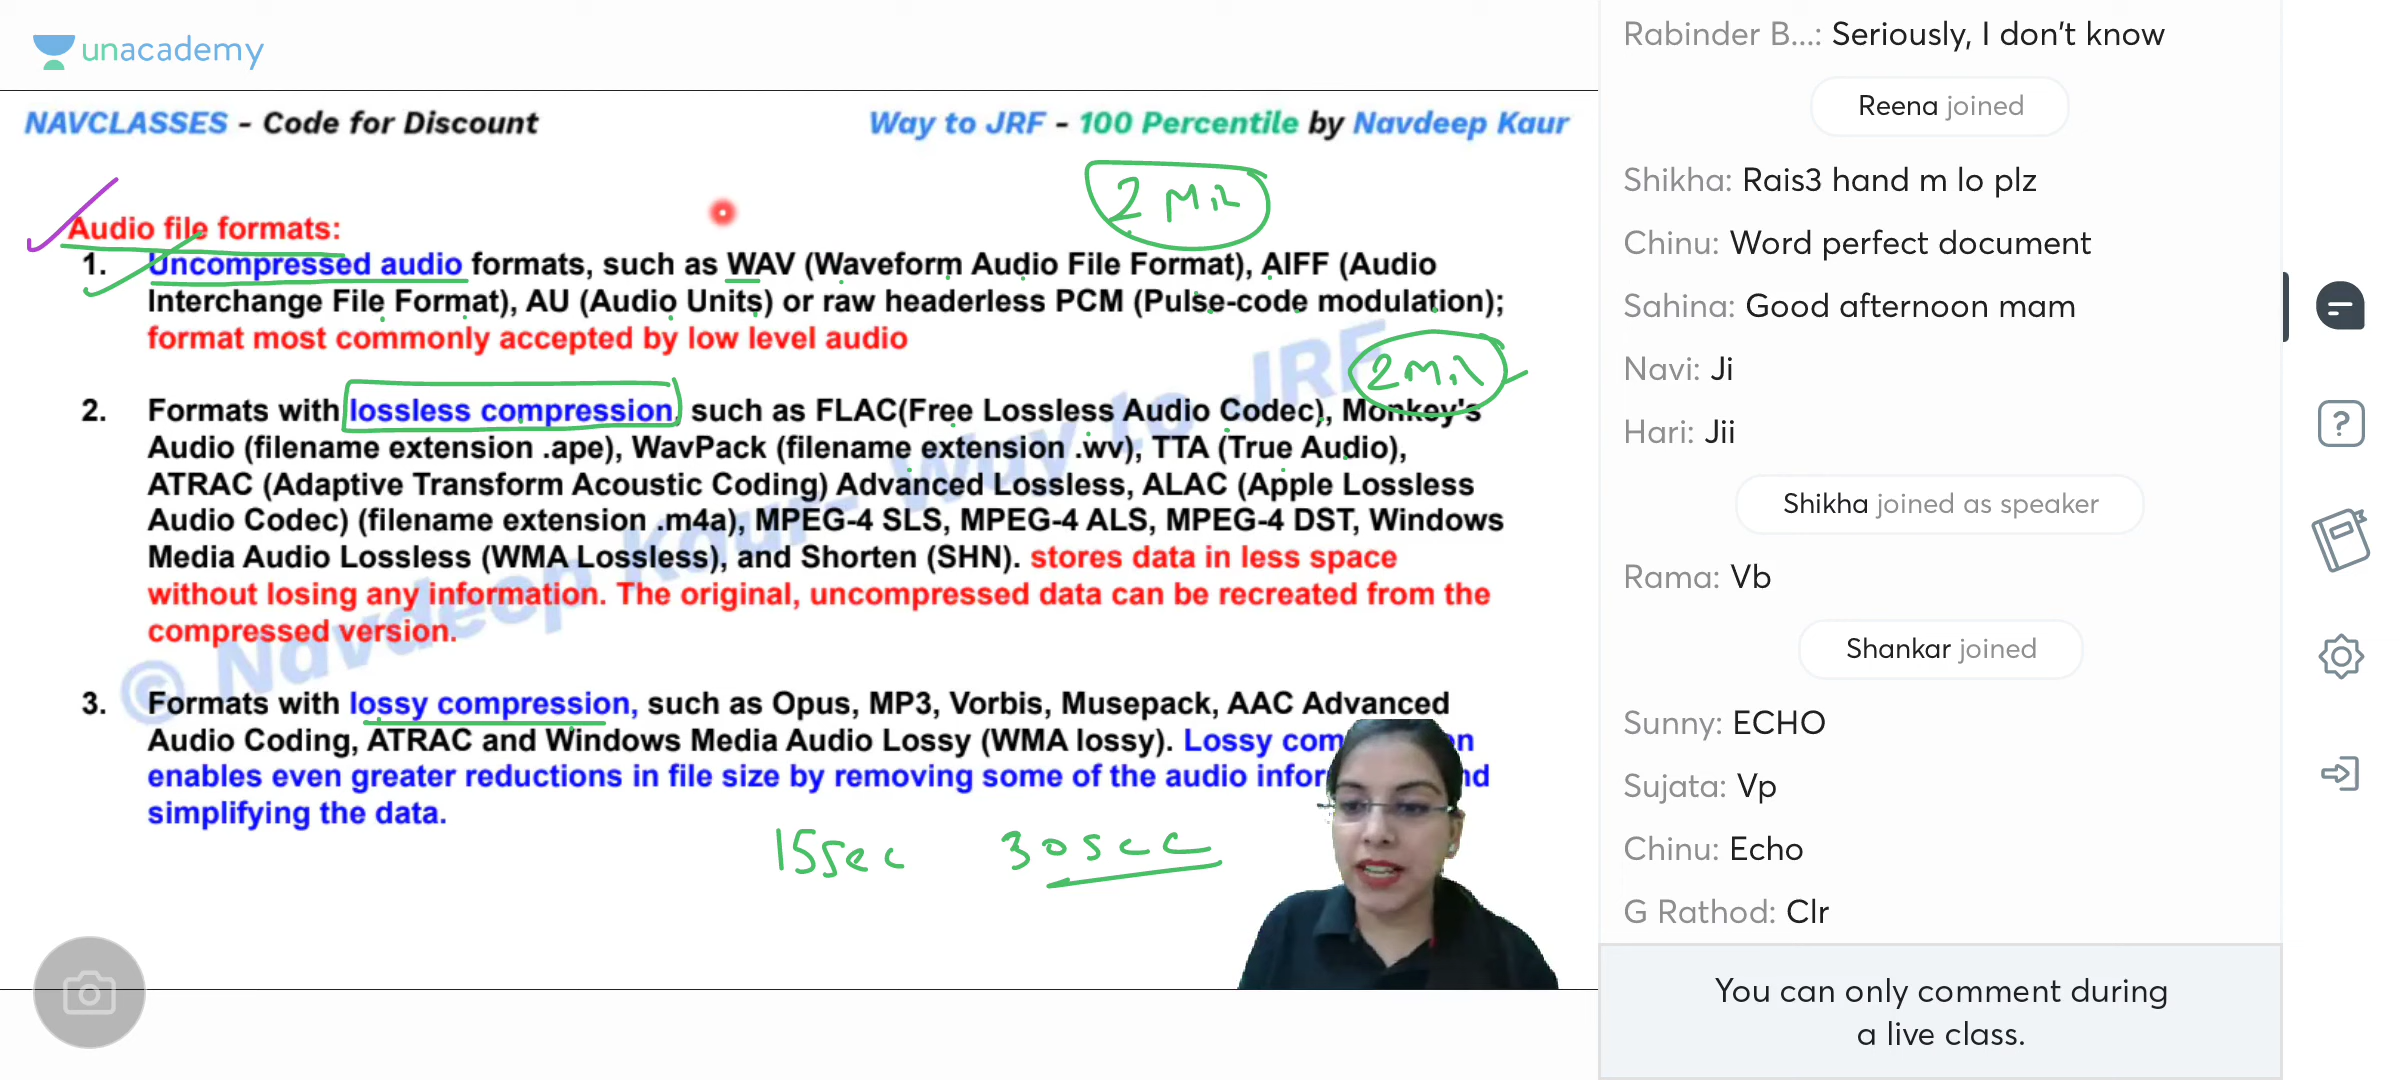 unacademy
NAVCLASSES - Code for Discount
Way to JRF - 100 Percentile by Navdeep Kaur
2 Min
Audio file formats:
1. Uncompressed audio formats, such as WAV (Waveform Audio File Format), AIFF (Audio
Interchange File Format), AU (Audio Units) or raw headerless PCM (Pulse-code modulation);
format most commonly accepted by low level audio
2 Min
2. Formats with lossless compression, such as FLAC(Free Lossless Audio Codec), Monkey's
Audio (filename extension .ape), WavPack (filename extension .wv), TTA (True Audio),
ATRAC (Adaptive Transform Acoustic Coding) Advanced Lossless, ALAC (Apple Lossless
Audio Codec) (filename extension .m4a), MPEG-4 SLS, MPEG-4 ALS, MPEG-4 DST, Windows
Media Audio Lossless (WMA Lossless), and Shorten (SHN). stores data in less space
without losing any information. The original, uncompressed data can be recreated from the
compressed version.
© Navdeep Kaur- Way to JRF
3. Formats with lossy compression, such as Opus, MP3, Vorbis, Musepack, AAC Advanced
Audio Coding, ATRAC and Windows Media Audio Lossy (WMA lossy). Lossy
enables even greater reductions in file size by removing some of the audio
simplifying the data.
15 sec 30 sec
Rabinder B...: Seriously, I don't know
Reena joined
Shikha: Rais3 hand m lo plz
Chinu: Word perfect document
Sahina: Good afternoon mam
Navi: Ji
Hari: Jii
Shikha joined as speaker
Rama: Vb
Shankar joined
Sunny: ECHO
Sujata: Vp
Chinu: Echo
G Rathod: Clr
You can only comment during
a live class.